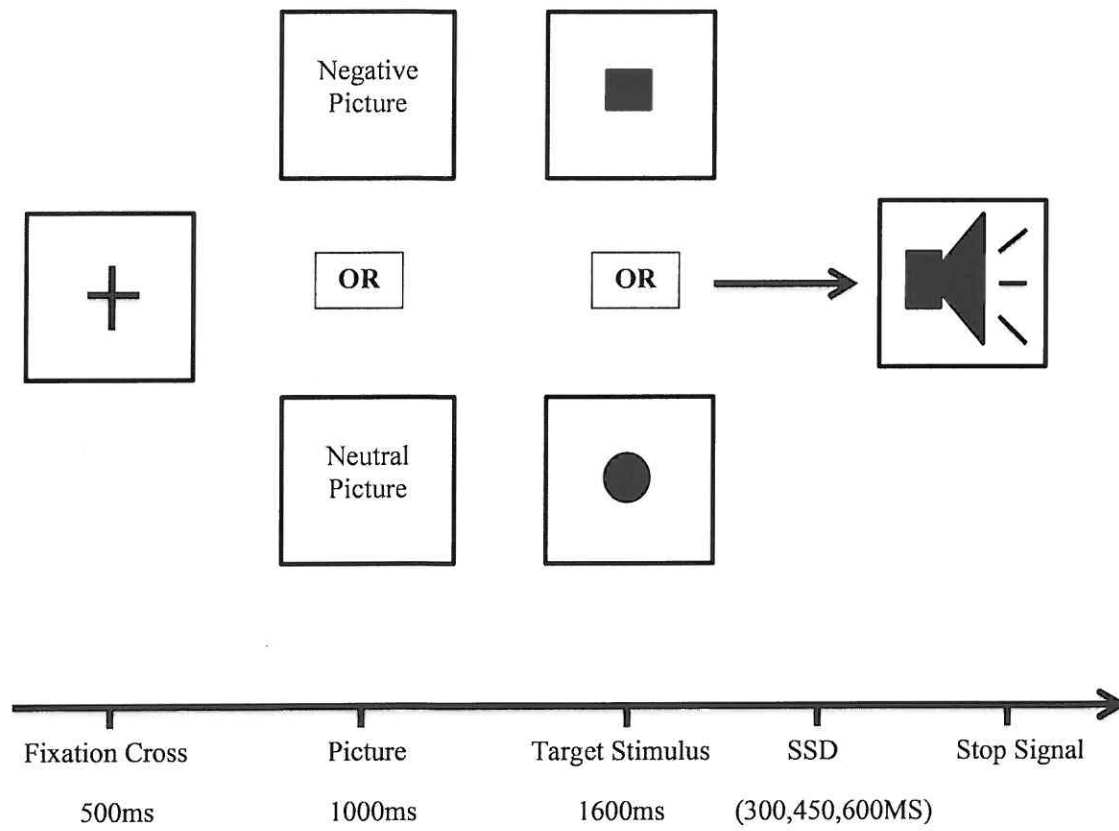 Negative
Picture
OR
OR
Neutral
Picture
Fixation Cross
Picture
Target Stimulus
SSD
Stop Signal
500ms
1000ms
1600ms
(300,450,600MS)